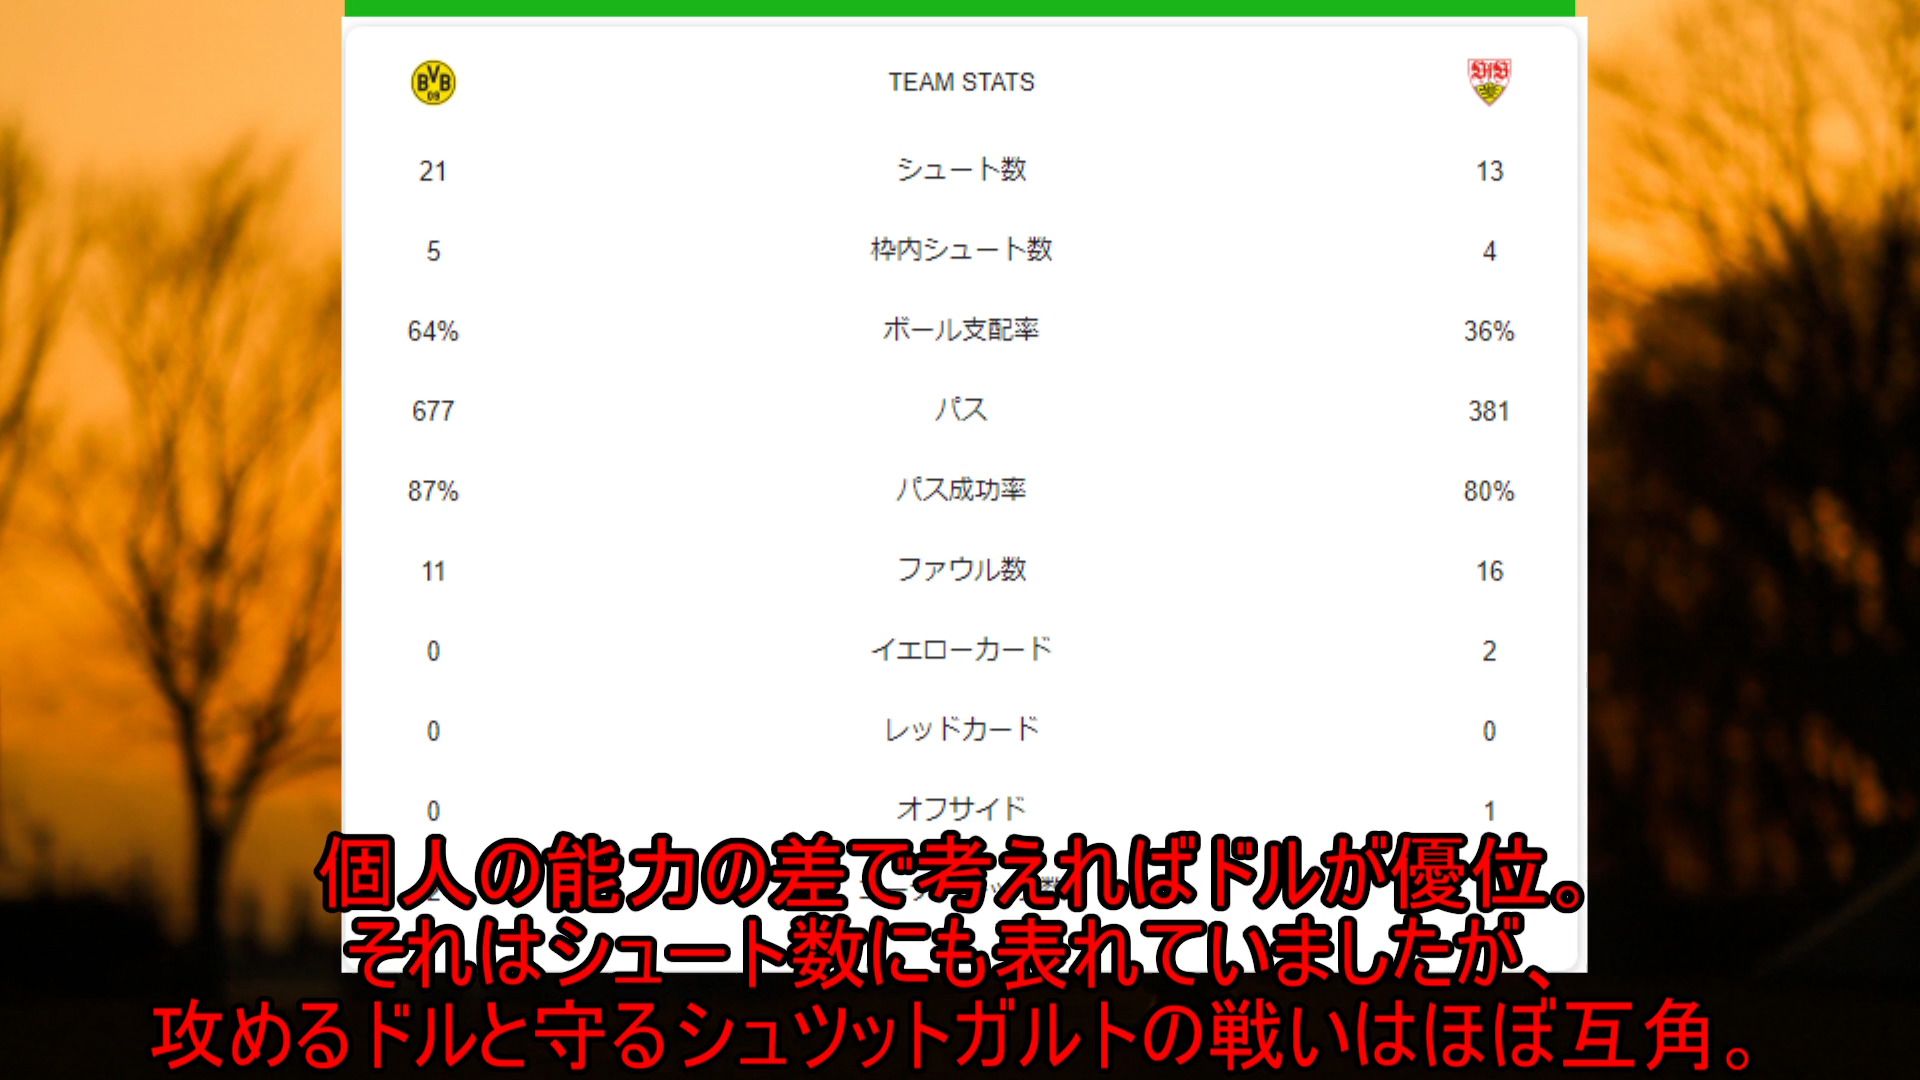 BVB 09 TEAM STATS VfB
21 シュート数 13
5 枠内シュート数 4
64% ボール支配率 36%
677 パス 381
87% パス成功率 80%
11 ファウル数 16
0 イエローカード 2
0 レッドカード 0
0 オフサイド 1
個人の能力の差で考えればドルが優位。
それはシュート数にも表れていましたが、
攻めるドルと守るシュツットガルトの戦いはほぼ互角。